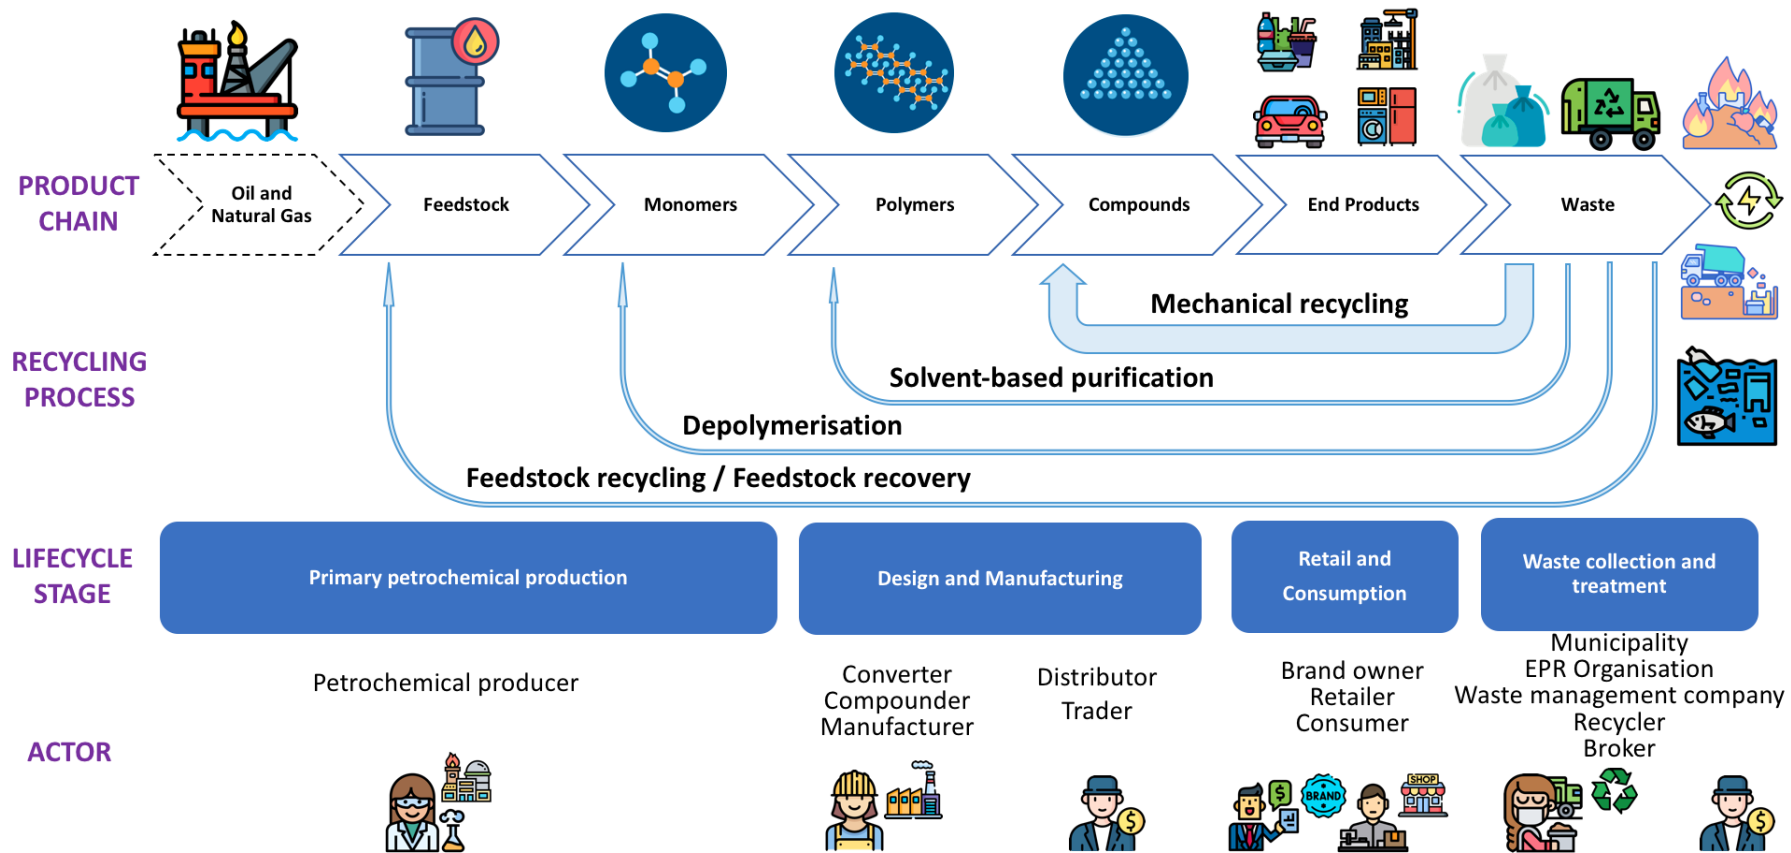 PRODUCT
CHAIN
Oil and
Natural Gas
Feedstock
Monomers
Polymers
Compounds
End Products
Waste
RECYCLING
PROCESS
Mechanical recycling
Solvent-based purification
Depolymerisation
Feedstock recycling / Feedstock recovery
LIFECYCLE
STAGE
Primary petrochemical production
Design and Manufacturing
Retail and
Consumption
Waste collection and
treatment
ACTOR
Petrochemical producer
Converter
Compounder
Manufacturer
Distributor
Trader
Brand owner
Retailer
Consumer
Municipality
EPR Organisation
Waste management company
Recycler
Broker
$
$
BRAND
SHOP
$